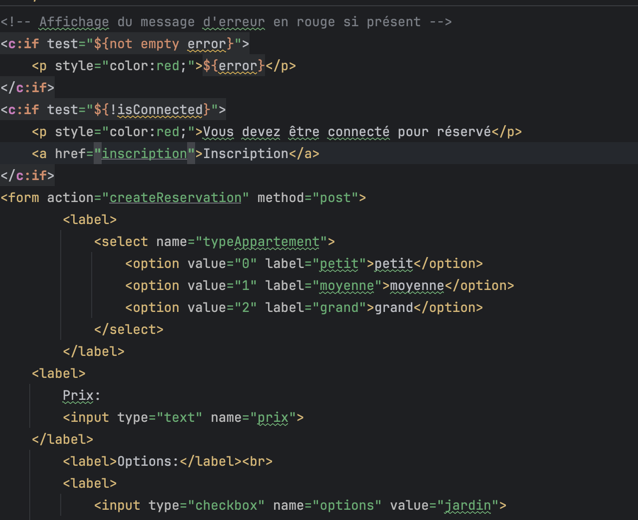 <!-- Affichage du message d'erreur en rouge si présent -->
<c:if test="${not empty error}">
    <p style="color:red;">${error}</p>
</c:if>
<c:if test="${!isConnected}">
    <p style="color:red;">Vous devez être connecté pour réservé</p>
    <a href="inscription">Inscription</a>
</c:if>
<form action="createReservation" method="post">
        <label>
            <select name="typeAppartement">
                <option value="0" label="petit">petit</option>
                <option value="1" label="moyenne">moyenne</option>
                <option value="2" label="grand">grand</option>
            </select>
        </label>
    <label>
        Prix:
        <input type="text" name="prix">
    </label>
        <label>Options:</label><br>
        <label>
            <input type="checkbox" name="options" value="jardin">